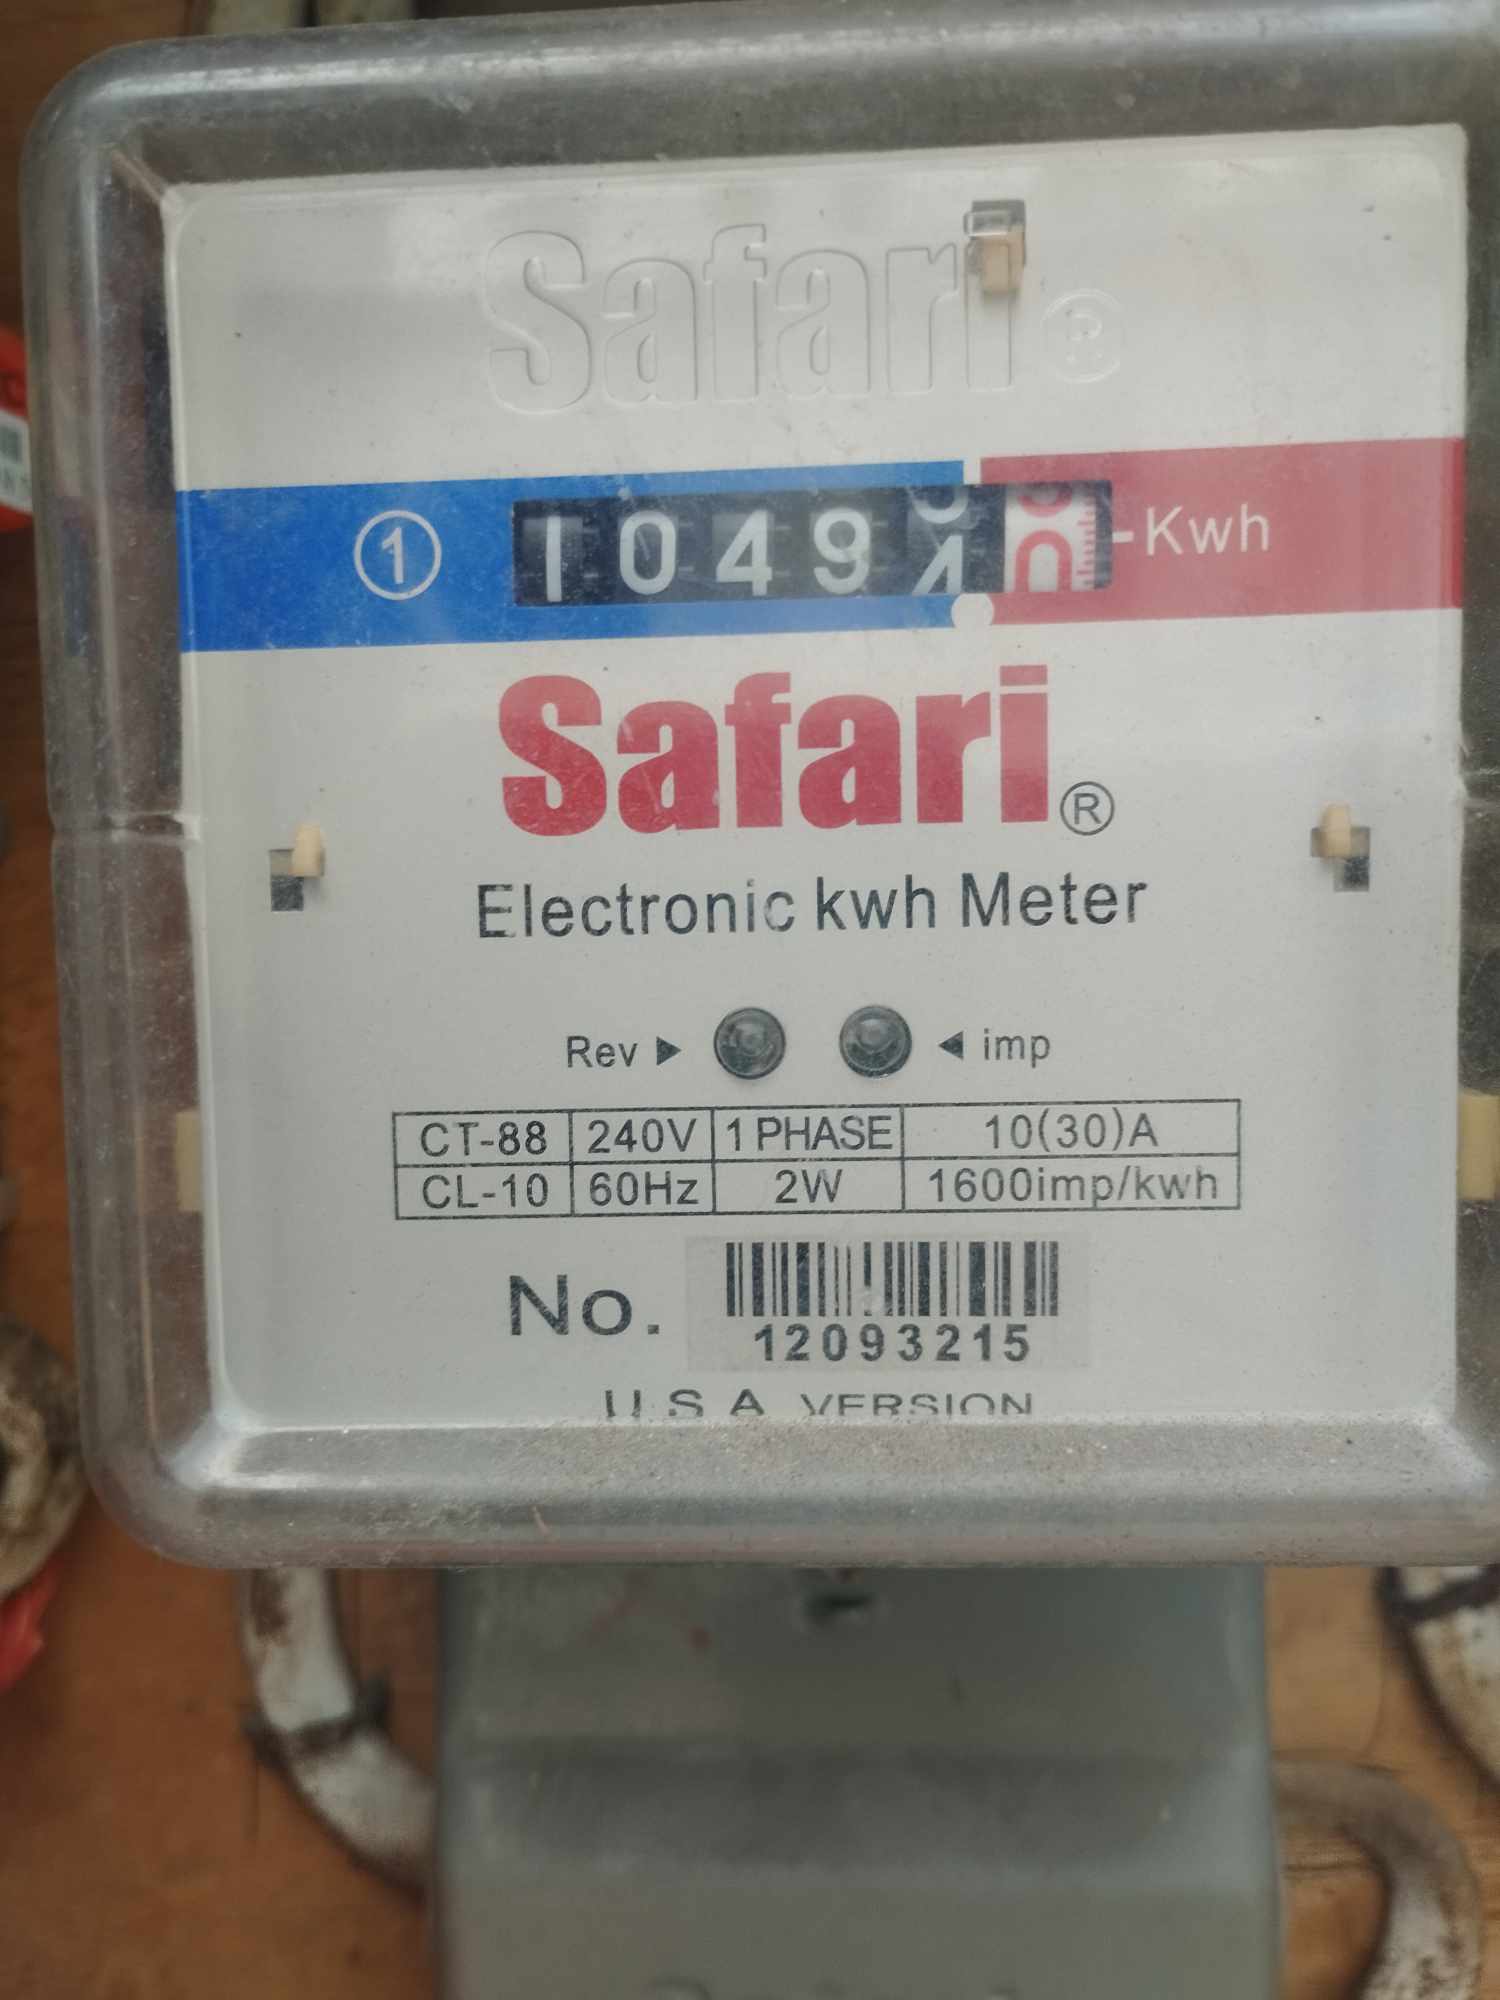 Safari ®
1 10494 -Kwh
Safari ®
Electronic kwh Meter
Rev ▶ ◀ imp
CT-88 240V 1 PHASE 10(30)A
CL-10 60Hz 2W 1600imp/kwh
No. 12093215
U.S.A VERSION